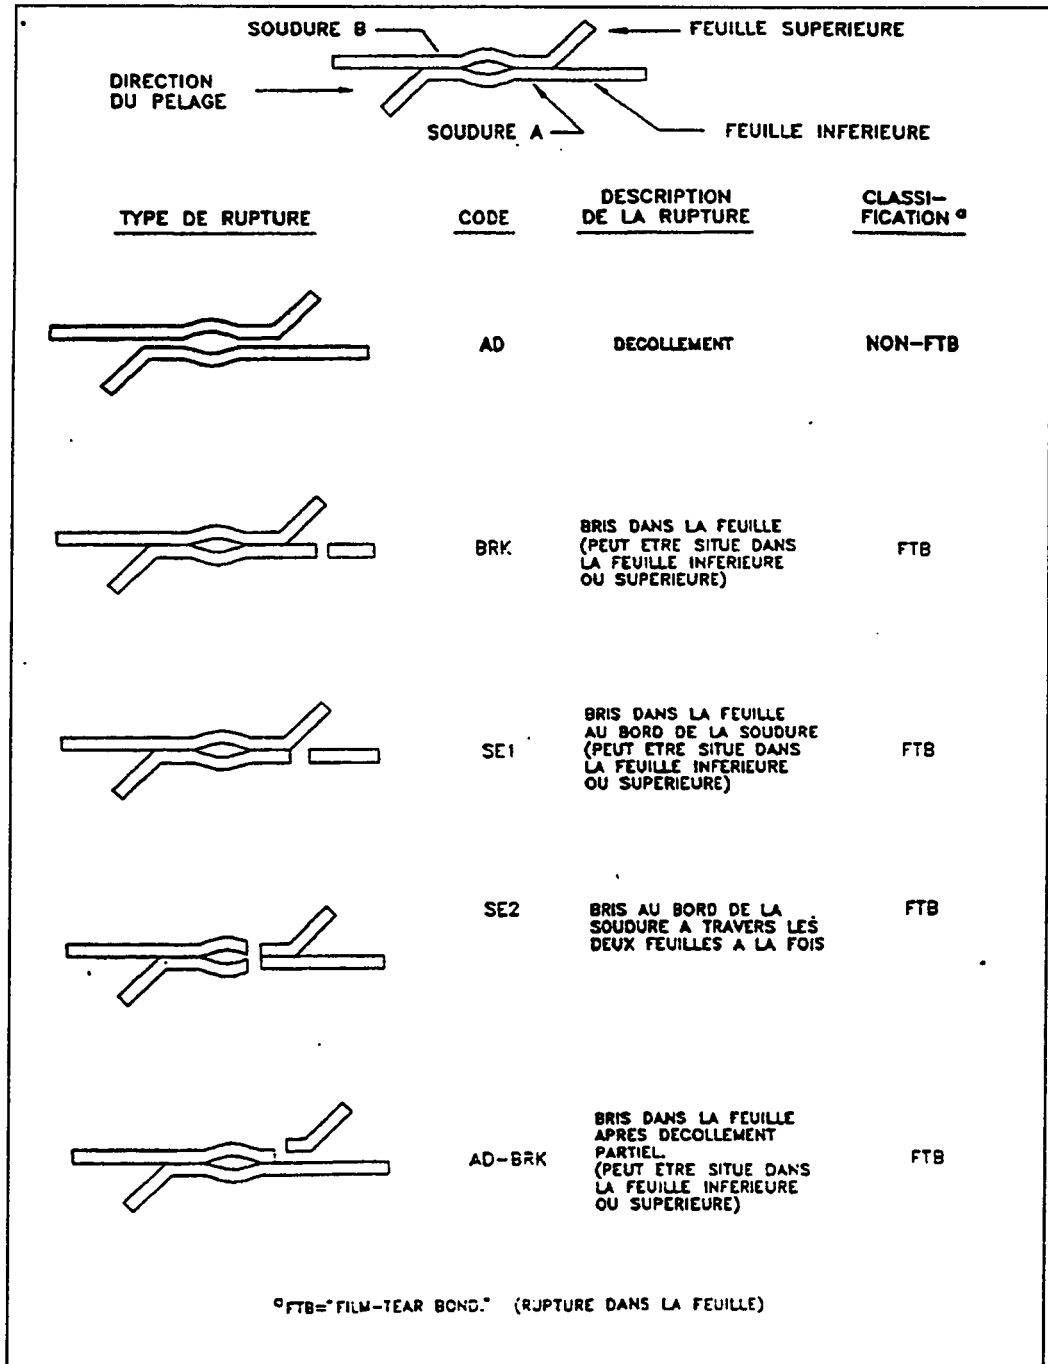 SOUDURE B
FEUILLE SUPERIEURE
DIRECTION
DU PELAGE
SOUDURE A
FEUILLE INFERIEURE
TYPE DE RUPTURE
CODE
DESCRIPTION
DE LA RUPTURE
CLASSI-
FICATION a
AD
DECOLLEMENT
NON-FTB
BRK
BRIS DANS LA FEUILLE
(PEUT ETRE SITUE DANS
LA FEUILLE INFERIEURE
OU SUPERIEURE)
FTB
SE1
BRIS DANS LA FEUILLE
AU BORD DE LA SOUDURE
(PEUT ETRE SITUE DANS
LA FEUILLE INFERIEURE
OU SUPERIEURE)
FTB
SE2
BRIS AU BORD DE LA
SOUDURE A TRAVERS LES
DEUX FEUILLES A LA FOIS
FTB
AD-BRK
BRIS DANS LA FEUILLE
APRES DECOLLEMENT
PARTIEL.
(PEUT ETRE SITUE DANS
LA FEUILLE INFERIEURE
OU SUPERIEURE)
FTB
a FTB="FILM-TEAR BOND." (RUPTURE DANS LA FEUILLE)